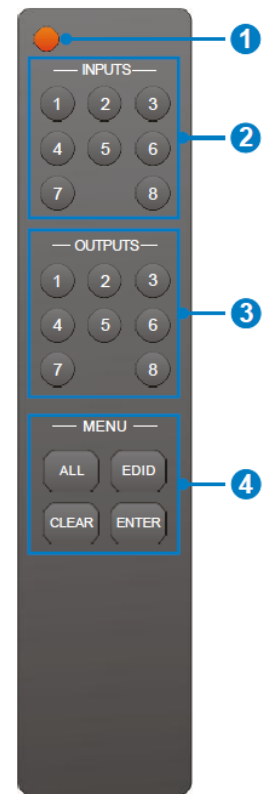 1
INPUTS
2
1 2 3
4 5 6
7 8
OUTPUTS
1 2 3
3
4 5 6
7 8
MENU
ALL EDID
4
CLEAR ENTER